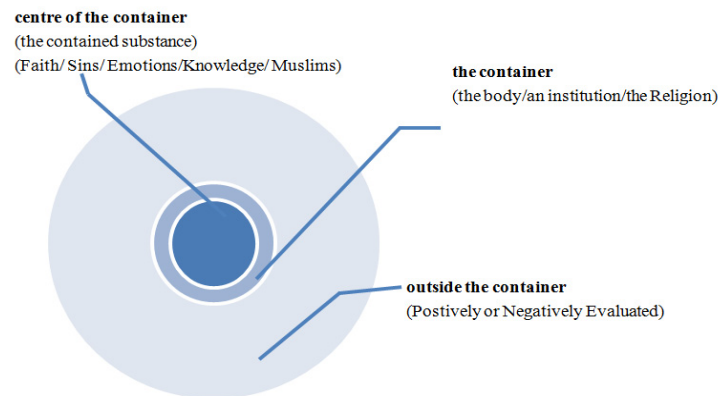 centre of the container
(the contained substance)
(Faith/ Sins/ Emotions/Knowledge/ Muslims)
the container
(the body/an institution/the Religion)
outside the container
(Postively or Negatively Evaluated)